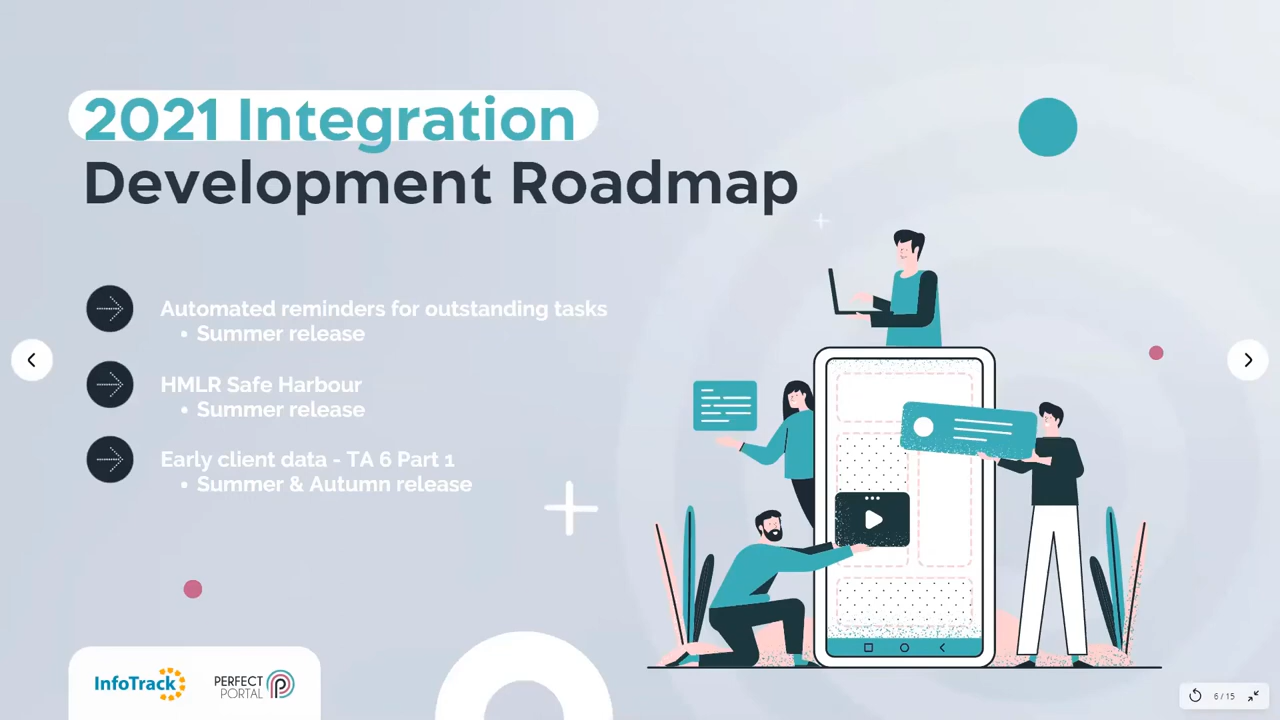 2021 Integration
Development Roadmap
Automated reminders for outstanding tasks
• Summer release
HMLR Safe Harbour
• Summer release
Early client data - TA 6 Part 1
• Summer & Autumn release
InfoTrack
PERFECT
PORTAL
6 / 15